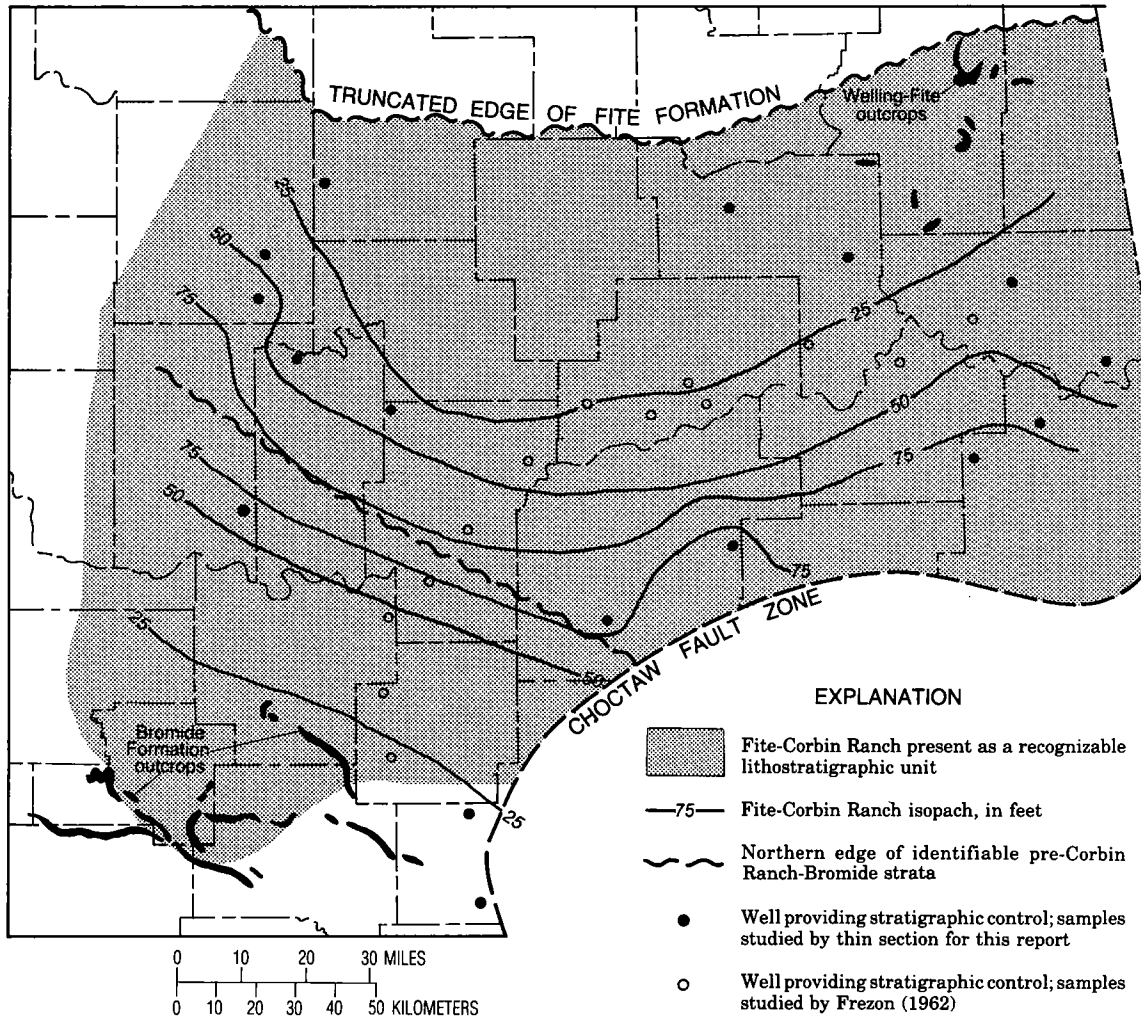 TRUNCATED EDGE OF FITE FORMATION
Welling-Fite
outcrops
25
50
75
25
50
75
75
50
75
25
50
CHOCTAW FAULT ZONE
Bromide
Formation
outcrops
25
EXPLANATION
Fite-Corbin Ranch present as a recognizable
lithostratigraphic unit
75 Fite-Corbin Ranch isopach, in feet
Northern edge of identifiable pre-Corbin
Ranch-Bromide strata
Well providing stratigraphic control; samples
studied by thin section for this report
Well providing stratigraphic control; samples
studied by Frezon (1962)
0 10 20 30 MILES
0 10 20 30 40 50 KILOMETERS